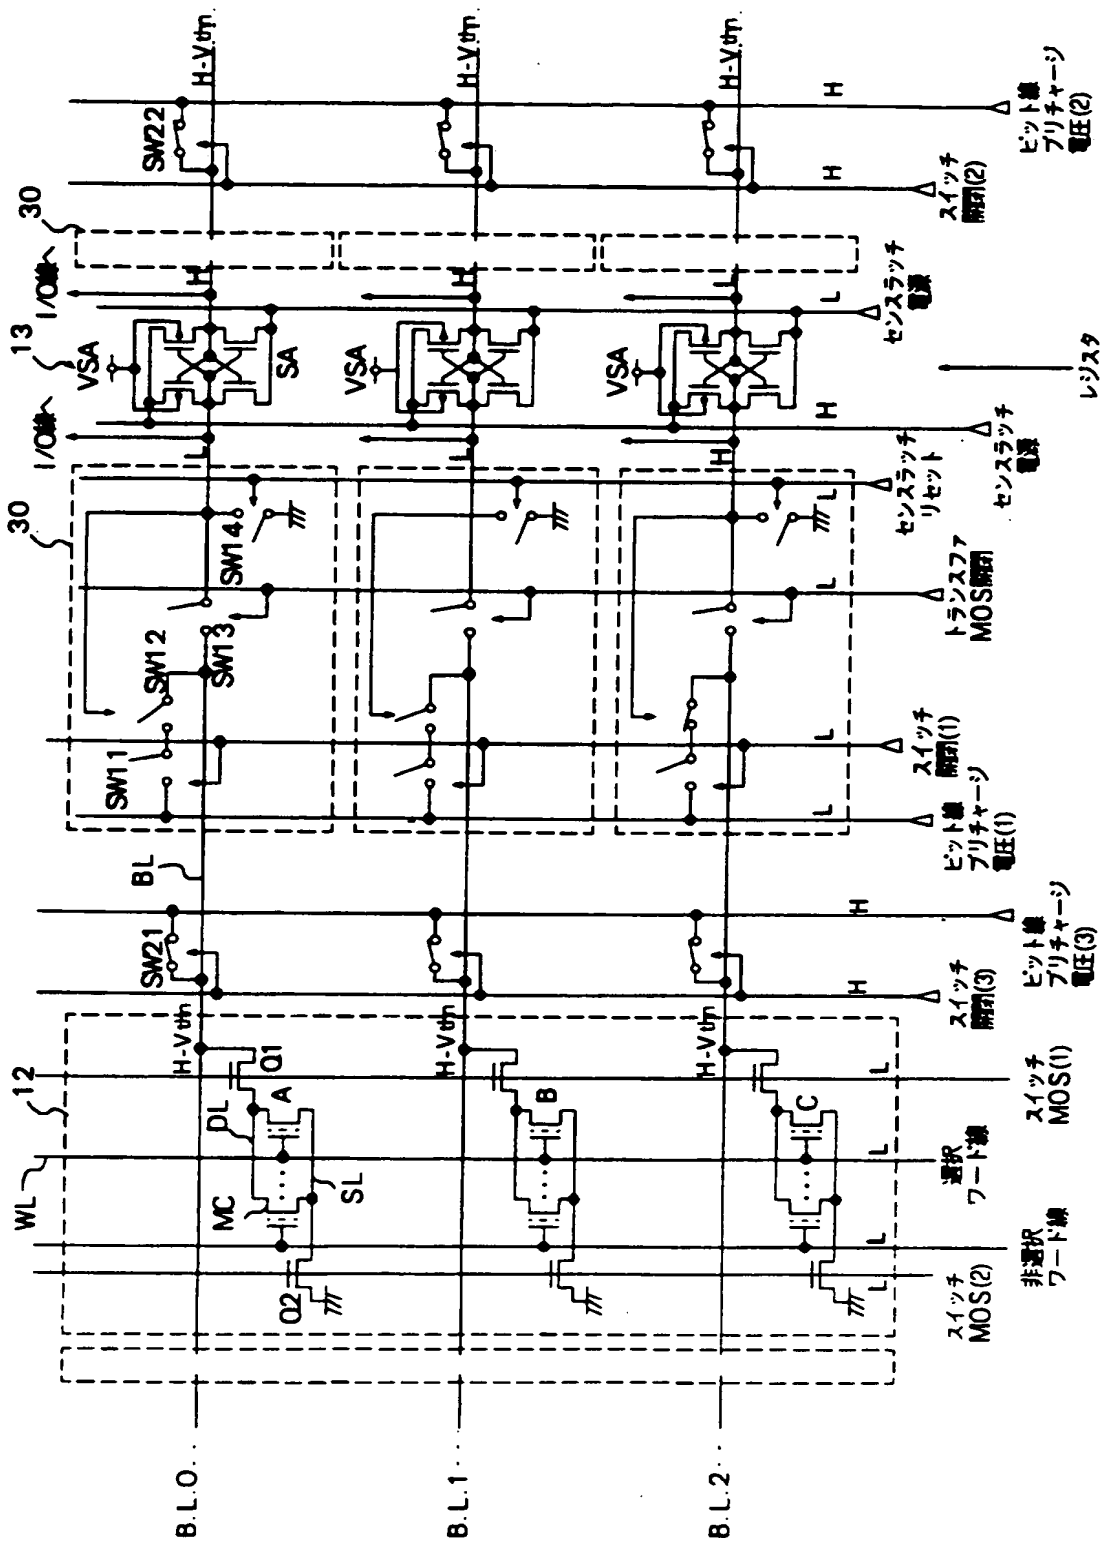 WL
12
BL
30
13
30
I/O線へ
I/O線へ
SW21
SW11
SW12
SW13
SW14
VSA
SA
SW22
B.L.0
Q2
MC
DL
SL
A
Q1
H-Vthn
L
H
H-Vthn
B.L.1
B
H-Vthn
VSA
L
H
H-Vthn
B.L.2
C
H-Vthn
VSA
H
L
H-Vthn
L
L
L
L
H
H
L
L
L
L
H
L
H
H
スイッチ
MOS(2)
非選択
ワード線
選択
ワード線
スイッチ
MOS(1)
スイッチ
開閉(3)
ビット線
プリチャージ
電圧(3)
ビット線
プリチャージ
電圧(1)
スイッチ
開閉(1)
トランスファ
MOS開閉
センスラッチ
リセット
センスラッチ
電源
レジスタ
センスラッチ
電源
スイッチ
開閉(2)
ビット線
プリチャージ
電圧(2)